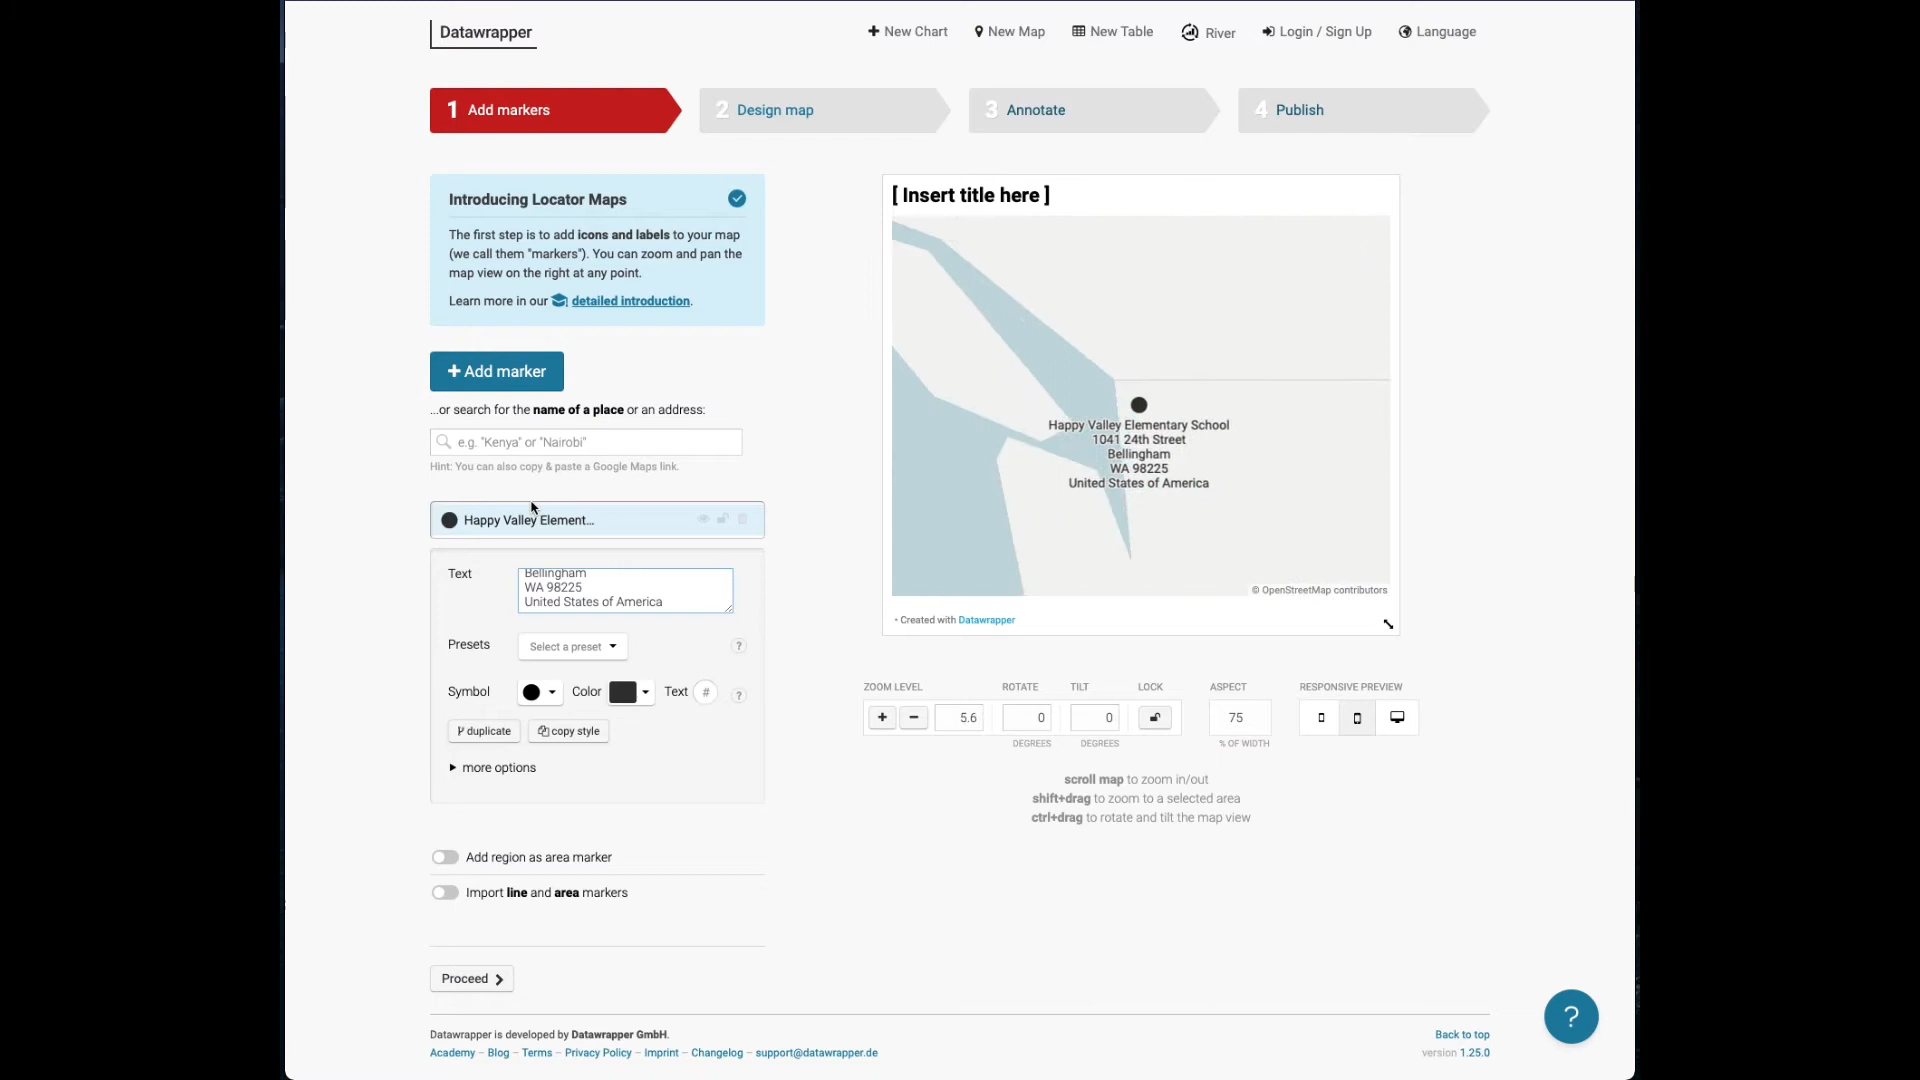 Datawrapper
New Chart
New Map
New Table
River
Login / Sign Up
Language
1 Add markers
2 Design map
3 Annotate
4 Publish
Introducing Locator Maps
The first step is to add icons and labels to your map
(we call them "markers"). You can zoom and pan the
map view on the right at any point.
Learn more in our detailed introduction.
+ Add marker
...or search for the name of a place or an address:
e.g. "Kenya" or "Nairobi"
Hint: You can also copy & paste a Google Maps link.
Happy Valley Element...
Text
Bellingham
WA 98225
United States of America
Presets
Select a preset
?
Symbol
Color
Text
#
?
duplicate
copy style
more options
Add region as area marker
Import line and area markers
Proceed
[ Insert title here ]
Happy Valley Elementary School
1041 24th Street
Bellingham
WA 98225
United States of America
© OpenStreetMap contributors
• Created with Datawrapper
ZOOM LEVEL
ROTATE
TILT
LOCK
ASPECT
RESPONSIVE PREVIEW
+
−
5.6
0
0
75
DEGREES
DEGREES
% OF WIDTH
scroll map to zoom in/out
shift+drag to zoom to a selected area
ctrl+drag to rotate and tilt the map view
?
Datawrapper is developed by Datawrapper GmbH.
Academy – Blog – Terms – Privacy Policy – Imprint – Changelog – support@datawrapper.de
Back to top
version 1.25.0